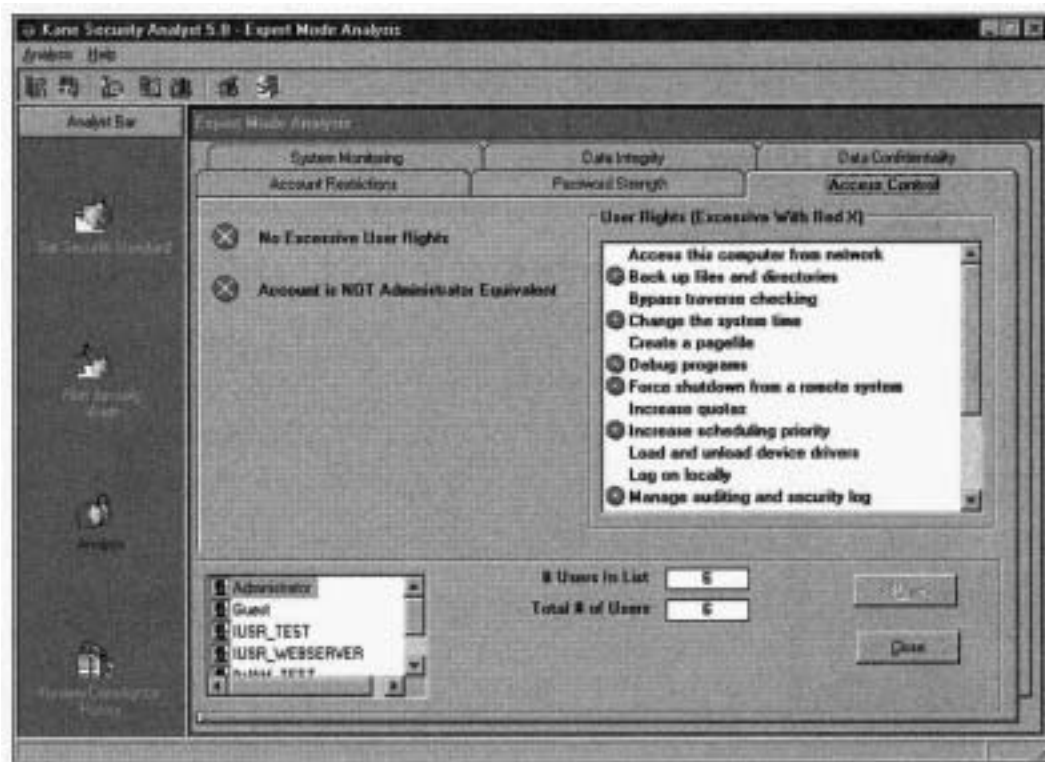 Kane Security Analyst 5.0 - Expert Mode Analysis
Analysis Help
Analyst Bar
Expert Mode Analysis
System Monitoring
Data Integrity
Data Confidentiality
Account Restrictions
Password Strength
Access Control
No Excessive User Rights
Account is NOT Administrator Equivalent
User Rights (Excessive With Red X)
Access this computer from network
Back up files and directories
Bypass traverse checking
Change the system time
Create a pagefile
Debug programs
Force shutdown from a remote system
Increase quotas
Increase scheduling priority
Load and unload device drivers
Log on locally
Manage auditing and security log
Set Security Standard
Analysis
Administrator
Guest
IUSR_TEST
IUSR_WEBSERVER
# Users In List 6
Total # of Users 6
Close